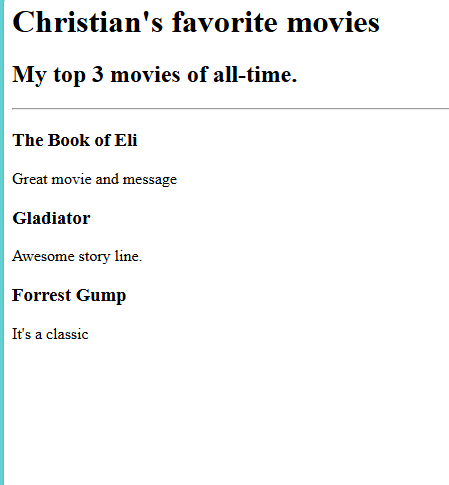 Christian's favorite movies
My top 3 movies of all-time.
The Book of Eli
Great movie and message
Gladiator
Awesome story line.
Forrest Gump
It's a classic